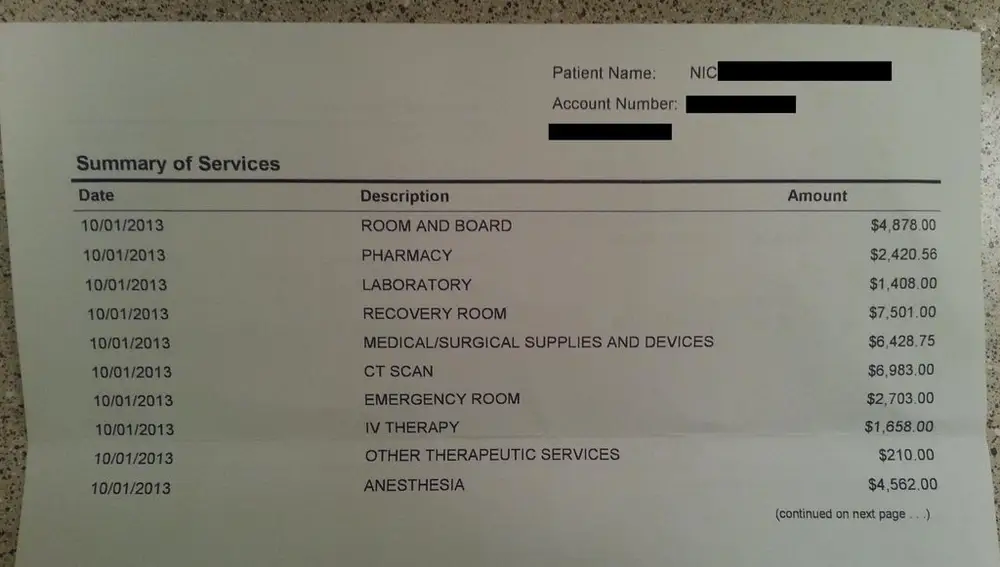 Patient Name: NIC
Account Number:
Summary of Services
Date Description Amount
10/01/2013 ROOM AND BOARD $4,878.00
10/01/2013 PHARMACY $2,420.56
10/01/2013 LABORATORY $1,408.00
10/01/2013 RECOVERY ROOM $7,501.00
10/01/2013 MEDICAL/SURGICAL SUPPLIES AND DEVICES $6,428.75
10/01/2013 CT SCAN $6,983.00
10/01/2013 EMERGENCY ROOM $2,703.00
10/01/2013 IV THERAPY $1,658.00
10/01/2013 OTHER THERAPEUTIC SERVICES $210.00
10/01/2013 ANESTHESIA $4,562.00
(continued on next page . . .)